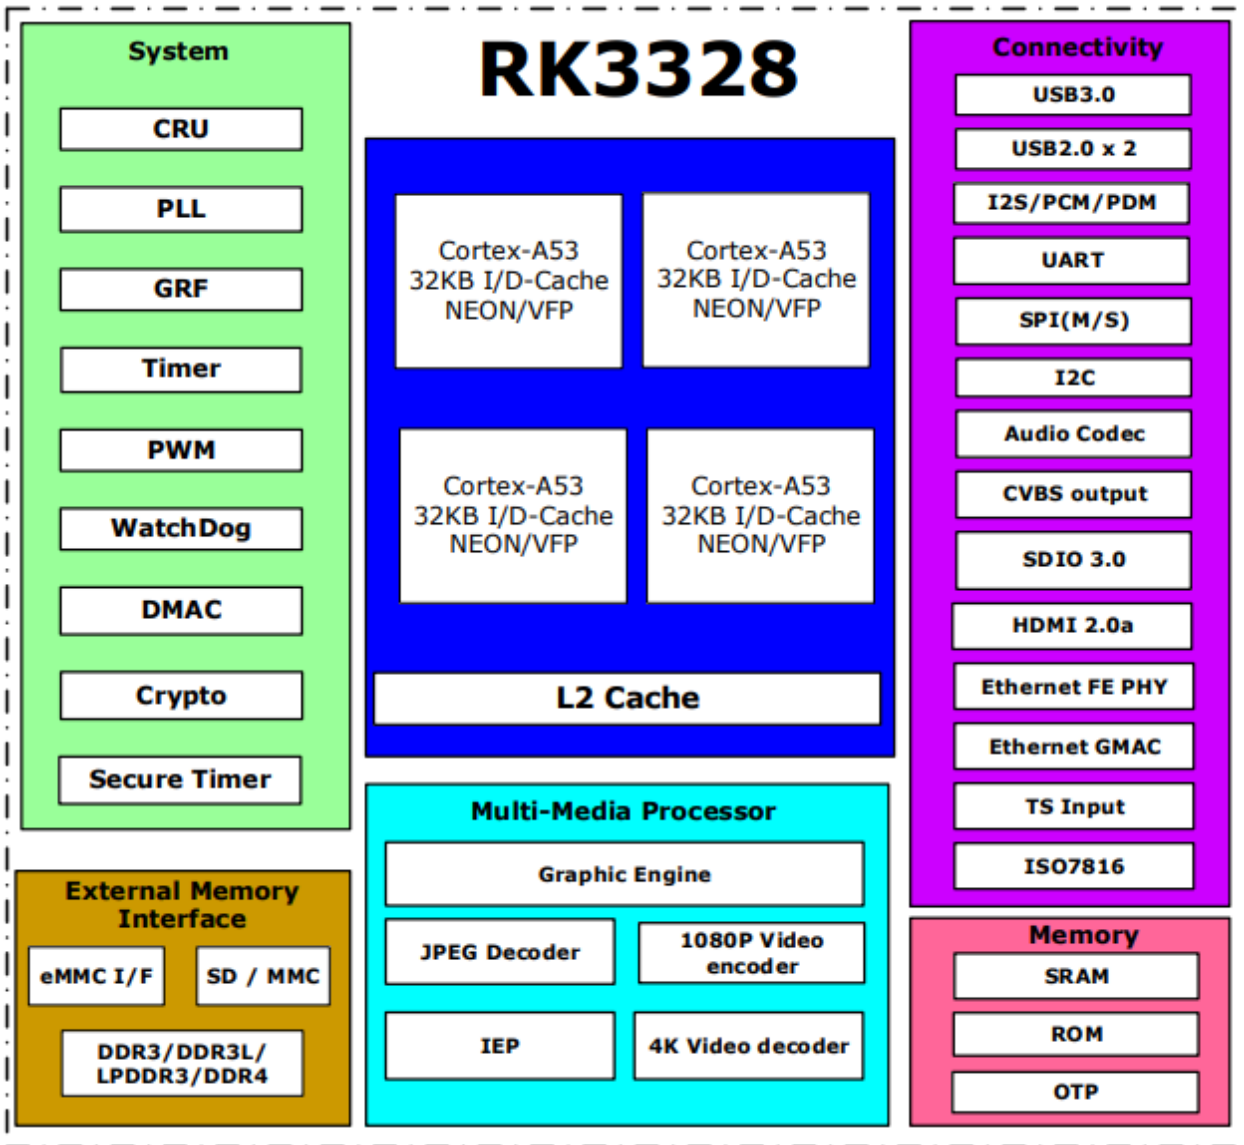 RK3328
System
CRU
PLL
GRF
Timer
PWM
WatchDog
DMAC
Crypto
Secure Timer
External Memory
Interface
eMMC I/F
SD / MMC
DDR3/DDR3L/
LPDDR3/DDR4
Cortex-A53
32KB I/D-Cache
NEON/VFP
Cortex-A53
32KB I/D-Cache
NEON/VFP
Cortex-A53
32KB I/D-Cache
NEON/VFP
Cortex-A53
32KB I/D-Cache
NEON/VFP
L2 Cache
Multi-Media Processor
Graphic Engine
JPEG Decoder
1080P Video
encoder
IEP
4K Video decoder
Connectivity
USB3.0
USB2.0 x 2
I2S/PCM/PDM
UART
SPI(M/S)
I2C
Audio Codec
CVBS output
SDIO 3.0
HDMI 2.0a
Ethernet FE PHY
Ethernet GMAC
TS Input
ISO7816
Memory
SRAM
ROM
OTP